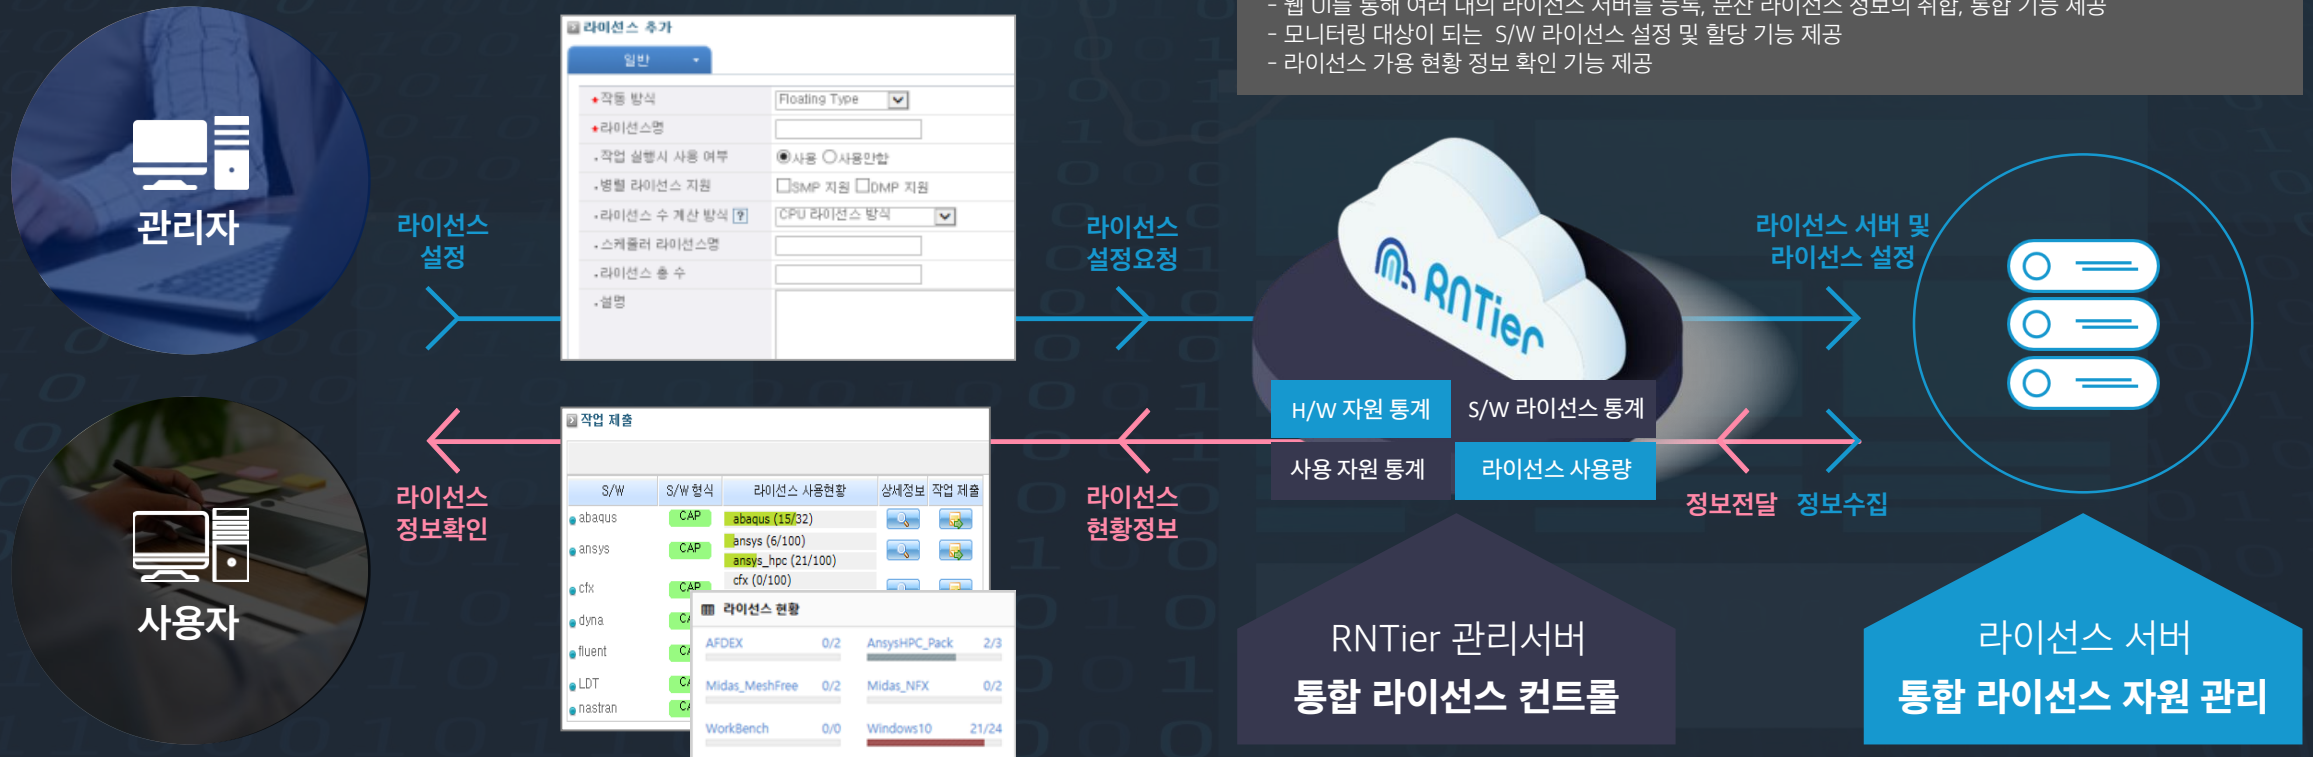 - 웹 UI를 통해 여러 대의 라이선스 서버를 등록, 분산 라이선스 정보의 취합, 통합 기능 제공
- 모니터링 대상이 되는 S/W 라이선스 설정 및 할당 기능 제공
- 라이선스 가용 현황 정보 확인 기능 제공
관리자
라이선스
설정
라이선스 추가
일반
*작동 방식 Floating Type
*라이선스명
작업 실행시 사용 여부 사용 사용안함
병렬 라이선스 지원 SMP 지원 DMP 지원
라이선스 수 계산 방식 ? CPU 라이선스 방식
스케줄러 라이선스명
라이선스 총 수
설명
라이선스
설정요청
RNTier
라이선스 서버 및
라이선스 설정
H/W 자원 통계 S/W 라이선스 통계
사용 자원 통계 라이선스 사용량
정보전달 정보수집
사용자
라이선스
정보확인
작업 제출
S/W S/W 형식 라이선스 사용현황 상세정보 작업 제출
abaqus CAP abaqus (15/32)
ansys CAP ansys (6/100)
ansys_hpc (21/100)
cfx CAP cfx (0/100)
dyna
fluent
LDT
nastran
라이선스 현황
AFDEX 0/2 AnsysHPC_Pack 2/3
Midas_MeshFree 0/2 Midas_NFX 0/2
WorkBench 0/0 Windows10 21/24
라이선스
현황정보
RNTier 관리서버
통합 라이선스 컨트롤
라이선스 서버
통합 라이선스 자원 관리